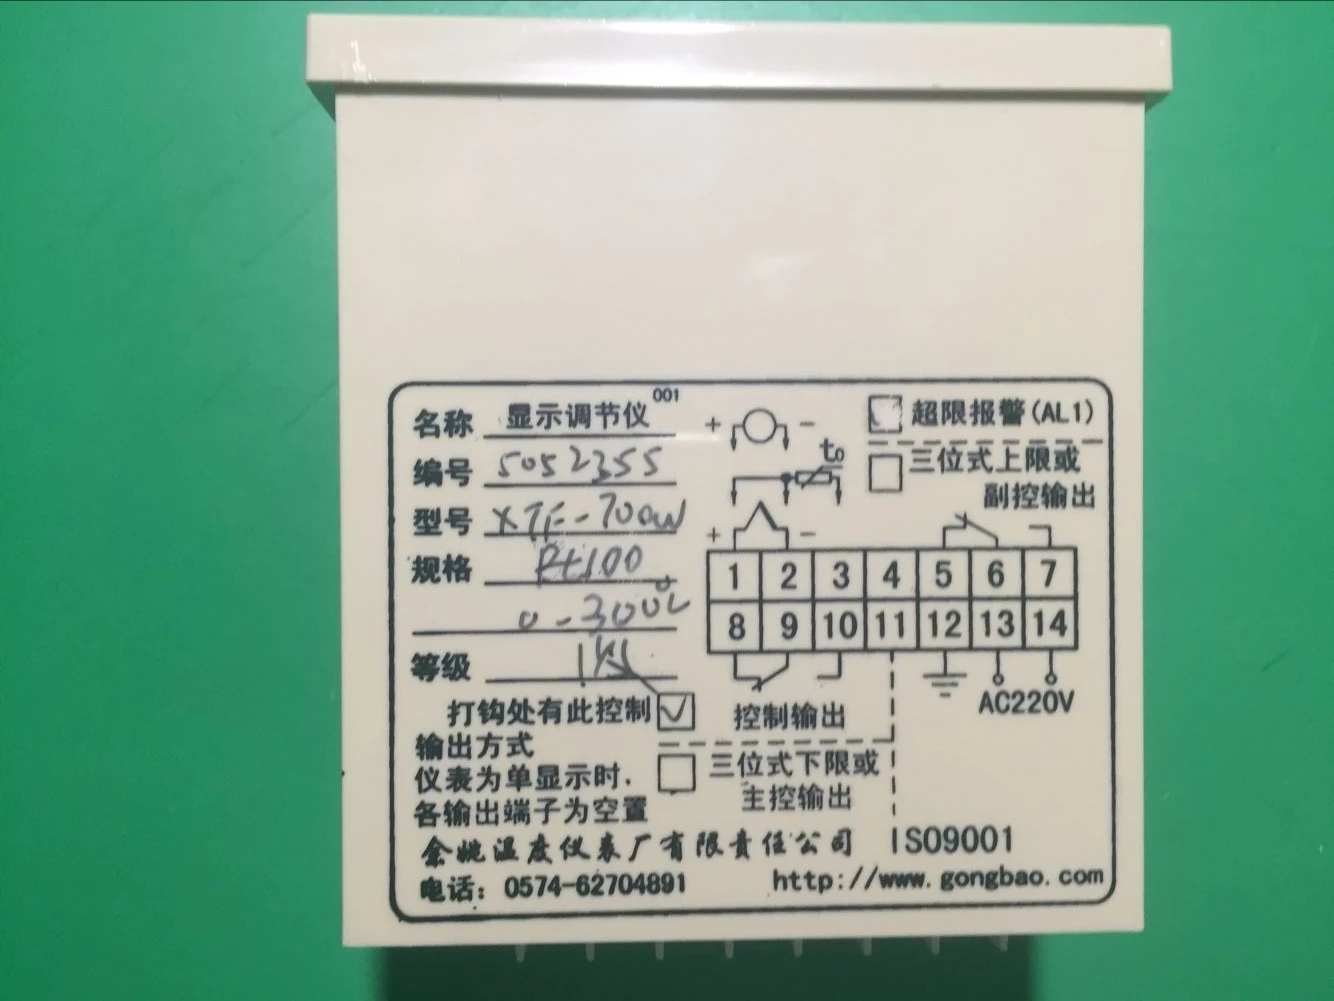 001
名称 显示调节仪
编号 5052355
型号 XTF-700W
规格 Pt100
0-300℃
等级
打钩处有此控制
输出方式
仪表为单显示时.
各输出端子为空置
+ -
t0
+ -
超限报警(AL1)
三位式上限或
副控输出
1 2 3 4 5 6 7
8 9 10 11 12 13 14
控制输出
AC220V
三位式下限或
主控输出
余姚温度仪表厂有限责任公司 ISO9001
电话: 0574-62704891 http://www.gongbao.com